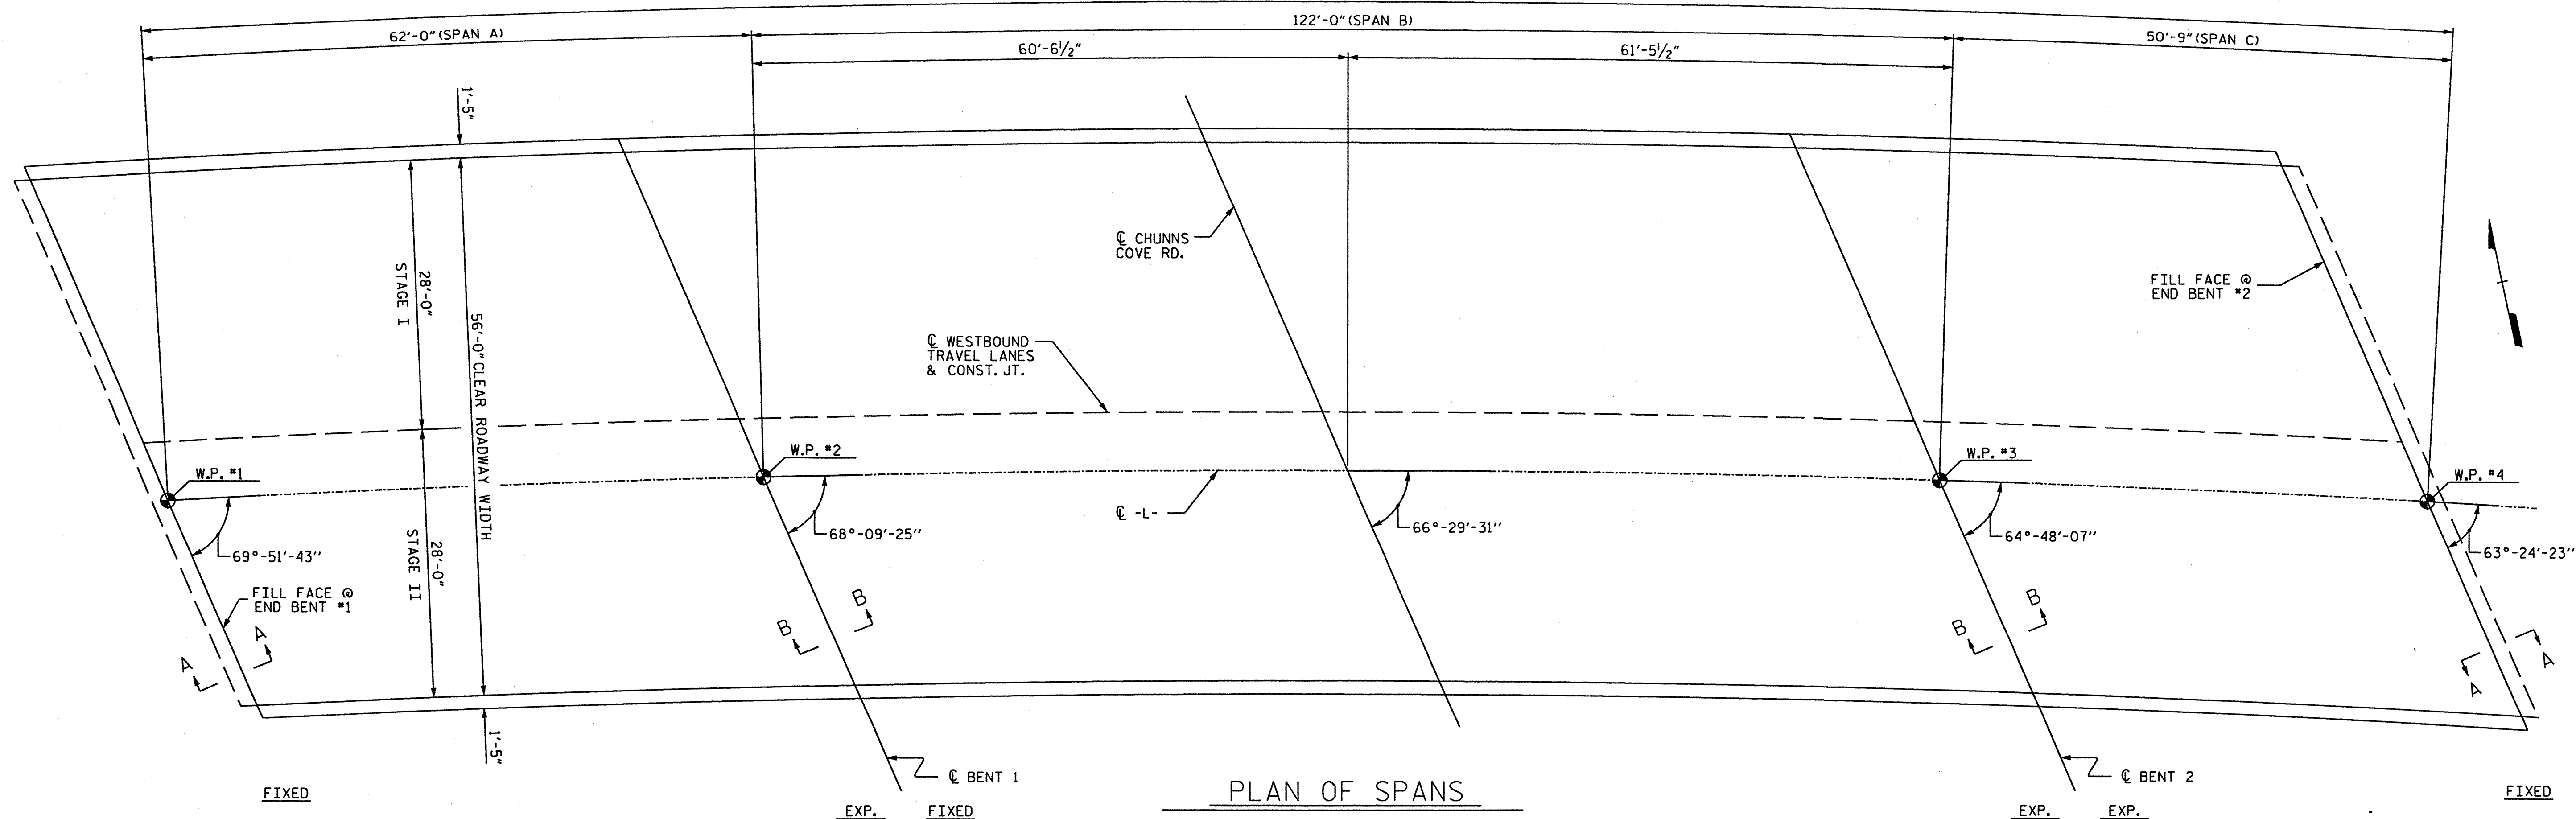 122'-0" (SPAN B)
62'-0" (SPAN A)
50'-9" (SPAN C)
60'-6 1/2"
61'-5 1/2"
1'-5"
℄ CHUNNS
COVE RD.
FILL FACE @
END BENT #2
28'-0"
STAGE I
56'-0" CLEAR ROADWAY WIDTH
℄ WESTBOUND
TRAVEL LANES
& CONST. JT.
W.P. #1
W.P. #2
W.P. #3
W.P. #4
℄ -L-
69°-51'-43"
68°-09'-25"
66°-29'-31"
64°-48'-07"
63°-24'-23"
28'-0"
STAGE II
FILL FACE @
END BENT #1
A
A
B
B
B
B
A
A
1'-5"
℄ BENT 1
℄ BENT 2
FIXED
EXP.
FIXED
PLAN OF SPANS
EXP.
EXP.
FIXED